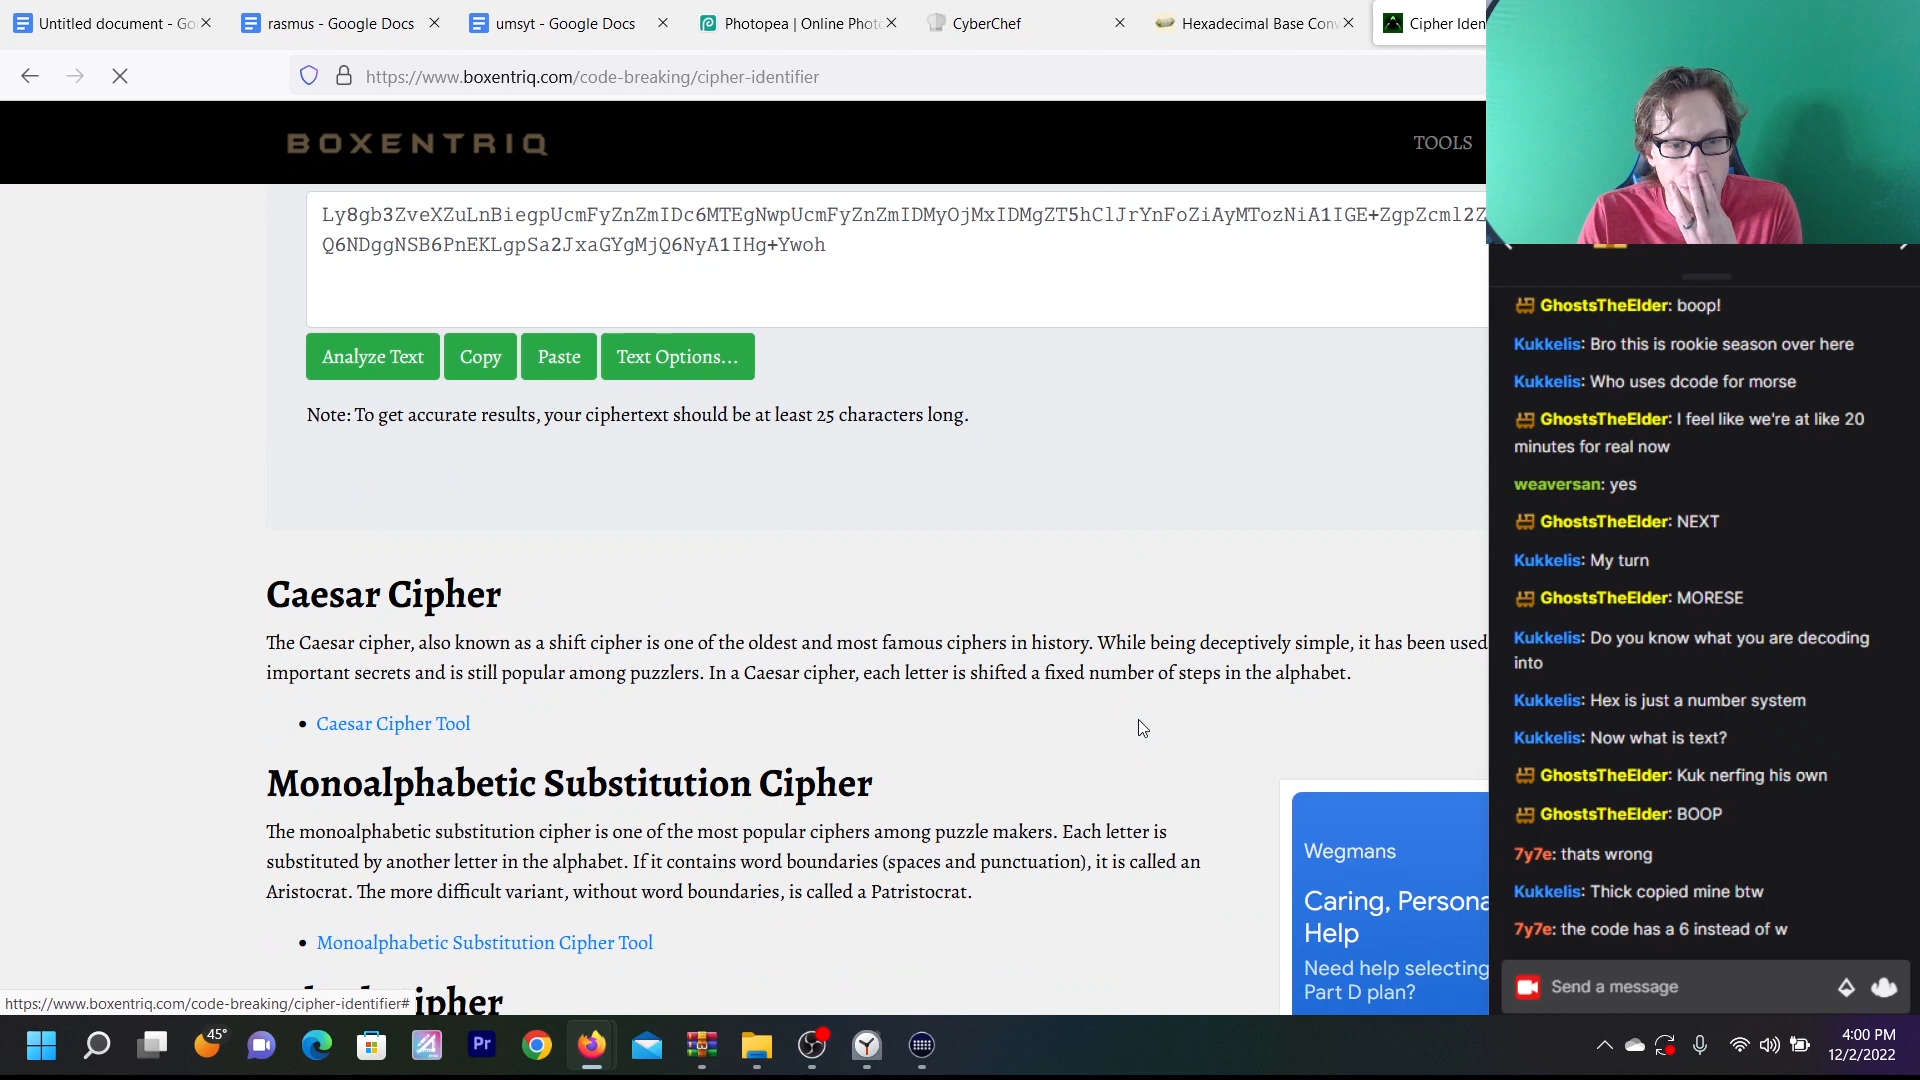 Untitled document - Go
rasmus - Google Docs
umsyt - Google Docs
Photopea | Online Photo
CyberChef
Hexadecimal Base Conv
Cipher Iden
https://www.boxentriq.com/code-breaking/cipher-identifier
BOXENTRIQ
TOOLS
Ly8gb3ZveXZuLnBiegpUcmFyZnZmIDc6MTEgNwpUcmFyZnZmIDMyOjMxIDMgZT5hClJrYnFoZiAyMTozNiA1IGE+ZgpZcml2Z
Q6NDggNSB6PnEKLgpSa2JxaGYgMjQ6NyA1IHg+Ywoh
Analyze Text
Copy
Paste
Text Options...
Note: To get accurate results, your ciphertext should be at least 25 characters long.
Caesar Cipher
The Caesar cipher, also known as a shift cipher is one of the oldest and most famous ciphers in history. While being deceptively simple, it has been used
important secrets and is still popular among puzzlers. In a Caesar cipher, each letter is shifted a fixed number of steps in the alphabet.
• Caesar Cipher Tool
Monoalphabetic Substitution Cipher
The monoalphabetic substitution cipher is one of the most popular ciphers among puzzle makers. Each letter is
substituted by another letter in the alphabet. If it contains word boundaries (spaces and punctuation), it is called an
Aristocrat. The more difficult variant, without word boundaries, is called a Patristocrat.
• Monoalphabetic Substitution Cipher Tool
ipher
https://www.boxentriq.com/code-breaking/cipher-identifier#
Wegmans
Caring, Persona
Help
Need help selecting
Part D plan?
GhostsTheElder: boop!
Kukkelis: Bro this is rookie season over here
Kukkelis: Who uses dcode for morse
GhostsTheElder: I feel like we're at like 20
minutes for real now
weaversan: yes
GhostsTheElder: NEXT
Kukkelis: My turn
GhostsTheElder: MORESE
Kukkelis: Do you know what you are decoding
into
Kukkelis: Hex is just a number system
Kukkelis: Now what is text?
GhostsTheElder: Kuk nerfing his own
GhostsTheElder: BOOP
7y7e: thats wrong
Kukkelis: Thick copied mine btw
7y7e: the code has a 6 instead of w
Send a message
45°
Pr
4:00 PM
12/2/2022